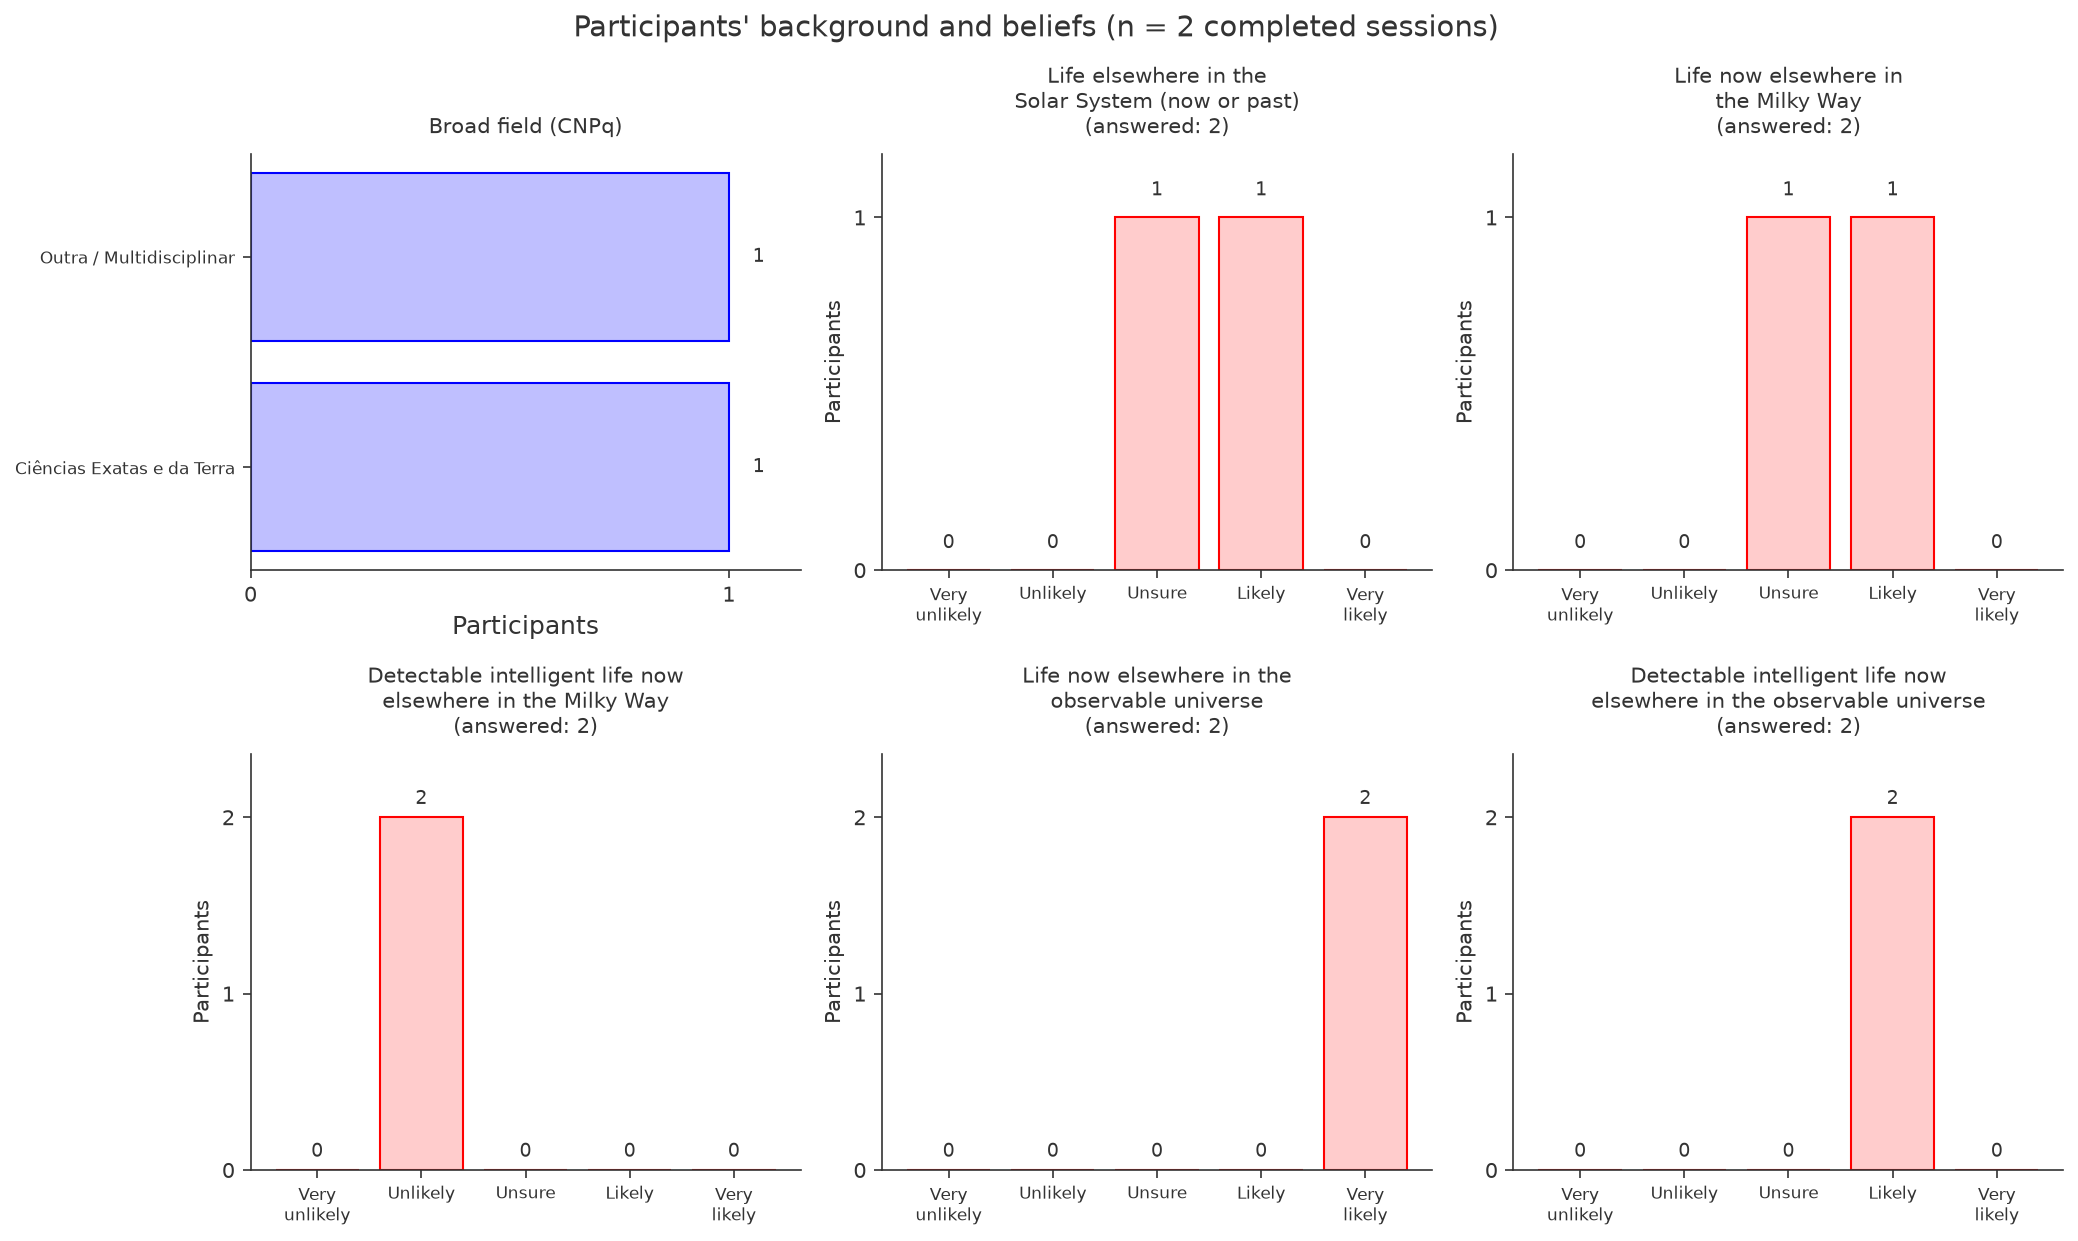 Participants' background and beliefs (n = 2 completed sessions)
Broad field (CNPq)
Outra / Multidisciplinar
Ciências Exatas e da Terra
1
1
0
1
Participants
Life elsewhere in the
Solar System (now or past)
(answered: 2)
Participants
1
0
0
0
1
1
0
Very
unlikely
Unlikely
Unsure
Likely
Very
likely
Life now elsewhere in
the Milky Way
(answered: 2)
Participants
1
0
0
0
1
1
0
Very
unlikely
Unlikely
Unsure
Likely
Very
likely
Detectable intelligent life now
elsewhere in the Milky Way
(answered: 2)
Participants
2
1
0
0
2
0
0
0
Very
unlikely
Unlikely
Unsure
Likely
Very
likely
Life now elsewhere in the
observable universe
(answered: 2)
Participants
2
1
0
0
0
0
0
2
Very
unlikely
Unlikely
Unsure
Likely
Very
likely
Detectable intelligent life now
elsewhere in the observable universe
(answered: 2)
Participants
2
1
0
0
0
0
2
0
Very
unlikely
Unlikely
Unsure
Likely
Very
likely